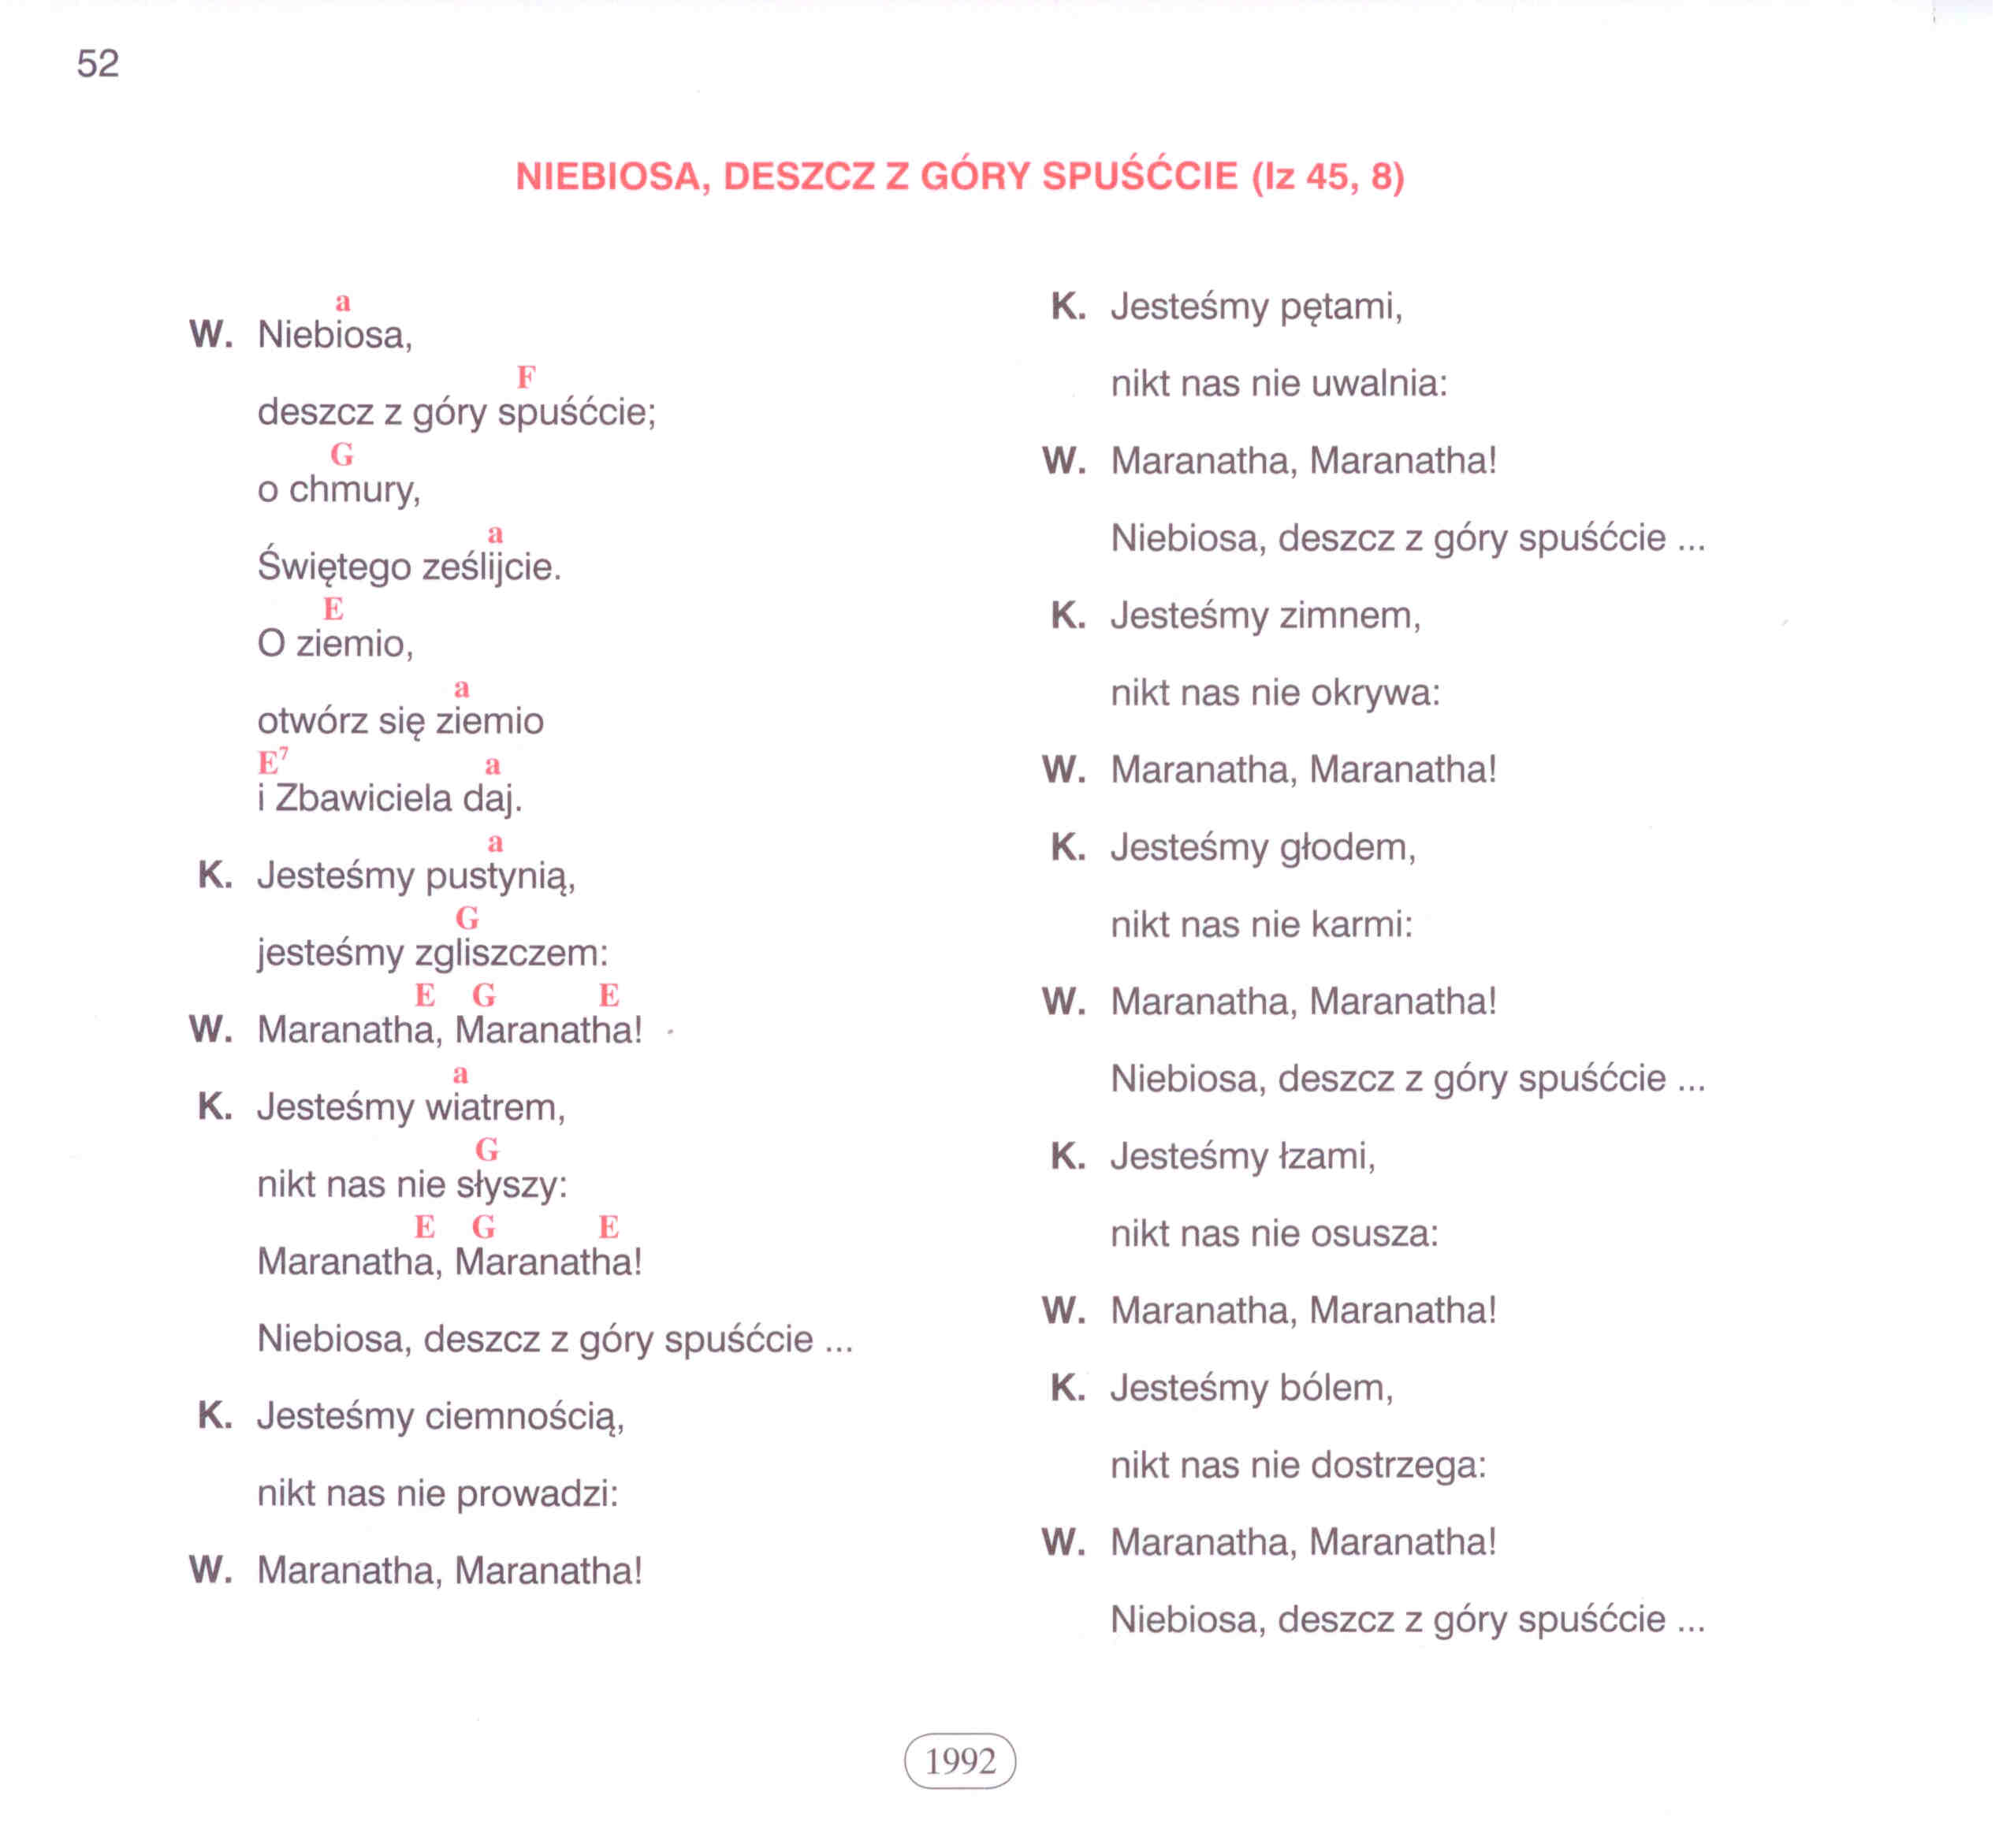 52
NIEBIOSA, DESZCZ Z GÓRY SPUŚĆCIE (Iz 45, 8)
a
W. Niebiosa,
F
deszcz z góry spuśćcie;
G
o chmury,
a
Świętego ześlijcie.
E
O ziemio,
a
otwórz się ziemio
E7 a
i Zbawiciela daj.
a
K. Jesteśmy pustynią,
G
jesteśmy zgliszczem:
E G E
W. Maranatha, Maranatha!
a
K. Jesteśmy wiatrem,
G
nikt nas nie słyszy:
E G E
Maranatha, Maranatha!
Niebiosa, deszcz z góry spuśćcie ...
K. Jesteśmy ciemnością,
nikt nas nie prowadzi:
W. Maranatha, Maranatha!
K. Jesteśmy pętami,
nikt nas nie uwalnia:
W. Maranatha, Maranatha!
Niebiosa, deszcz z góry spuśćcie ...
K. Jesteśmy zimnem,
nikt nas nie okrywa:
W. Maranatha, Maranatha!
K. Jesteśmy głodem,
nikt nas nie karmi:
W. Maranatha, Maranatha!
Niebiosa, deszcz z góry spuśćcie ...
K. Jesteśmy łzami,
nikt nas nie osusza:
W. Maranatha, Maranatha!
K. Jesteśmy bólem,
nikt nas nie dostrzega:
W. Maranatha, Maranatha!
Niebiosa, deszcz z góry spuśćcie ...
1992